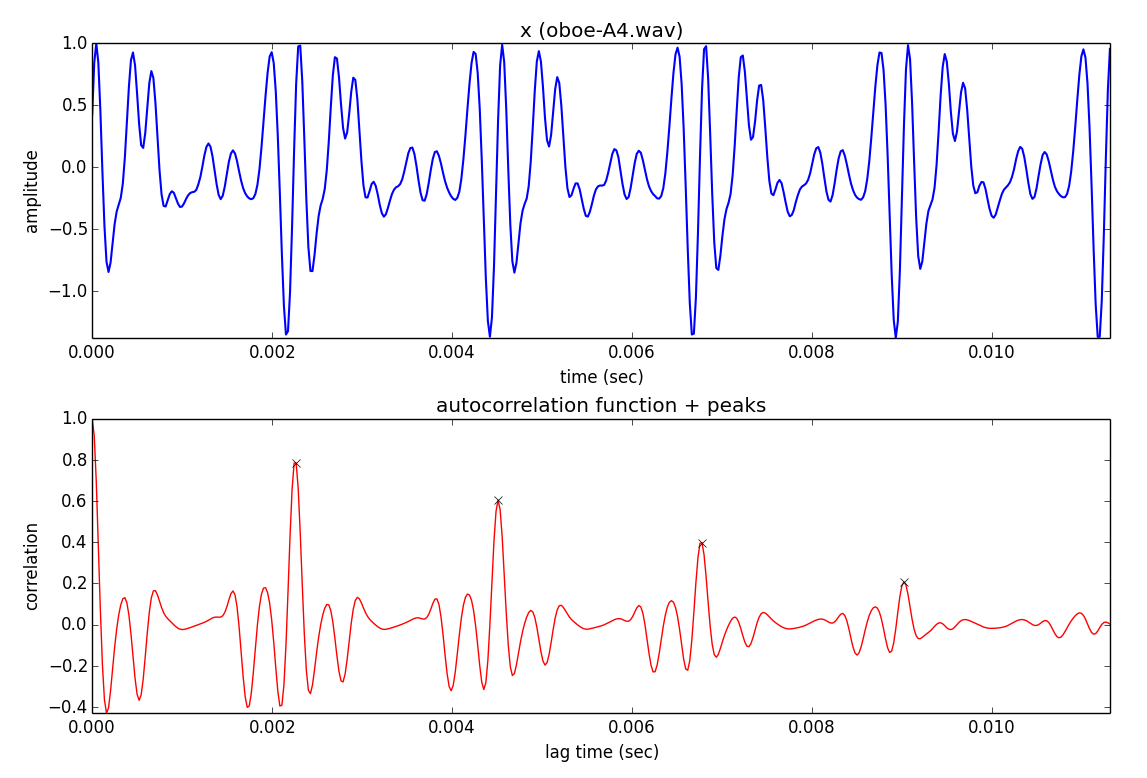 x (oboe-A4.wav)
1.0
0.5
0.0
−0.5
−1.0
amplitude
0.000 0.002 0.004 0.006 0.008 0.010
time (sec)
autocorrelation function + peaks
1.0
0.8
0.6
0.4
0.2
0.0
−0.2
−0.4
correlation
0.000 0.002 0.004 0.006 0.008 0.010
lag time (sec)